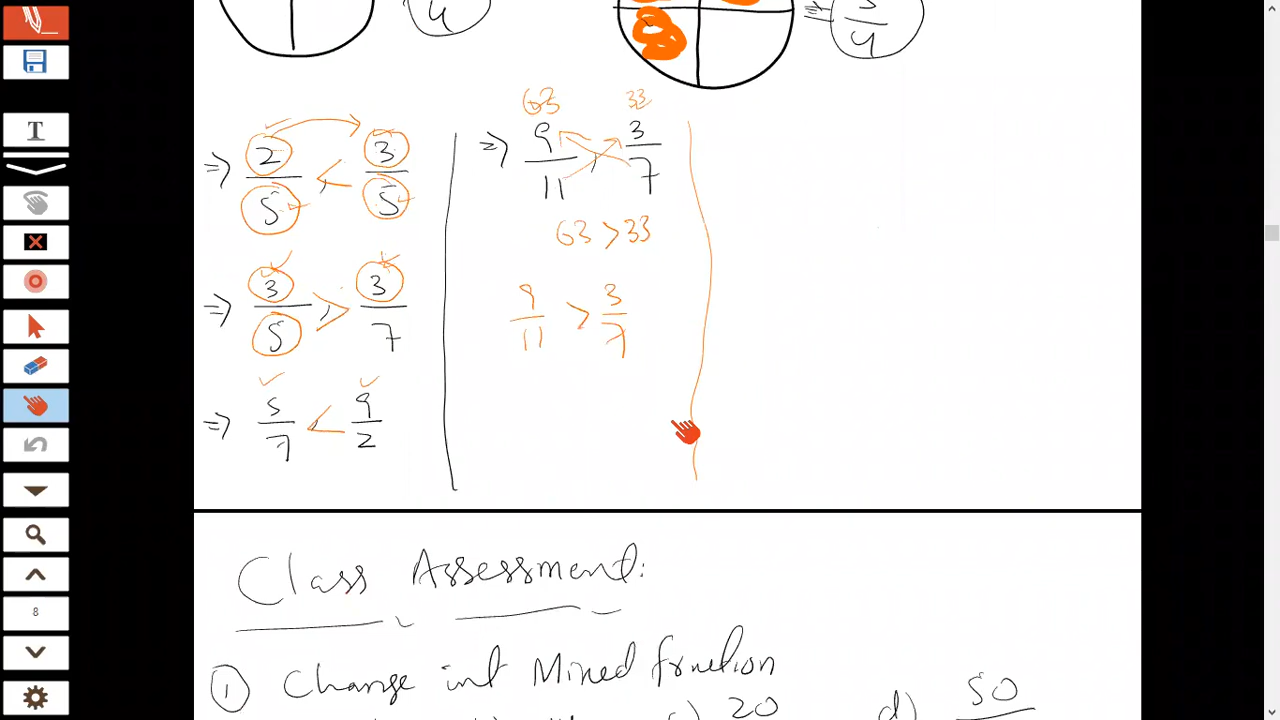 4
3/4
⇒ 2/5 < 3/5
⇒ 3/5 > 3/7
⇒ 5/7 < 9/2
63 33
⇒ 9/11 , 3/7
63 > 33
9/11 > 3/7
Class Assessment:
① Change int Mixed fraction
c) 20 d) 50
T
8